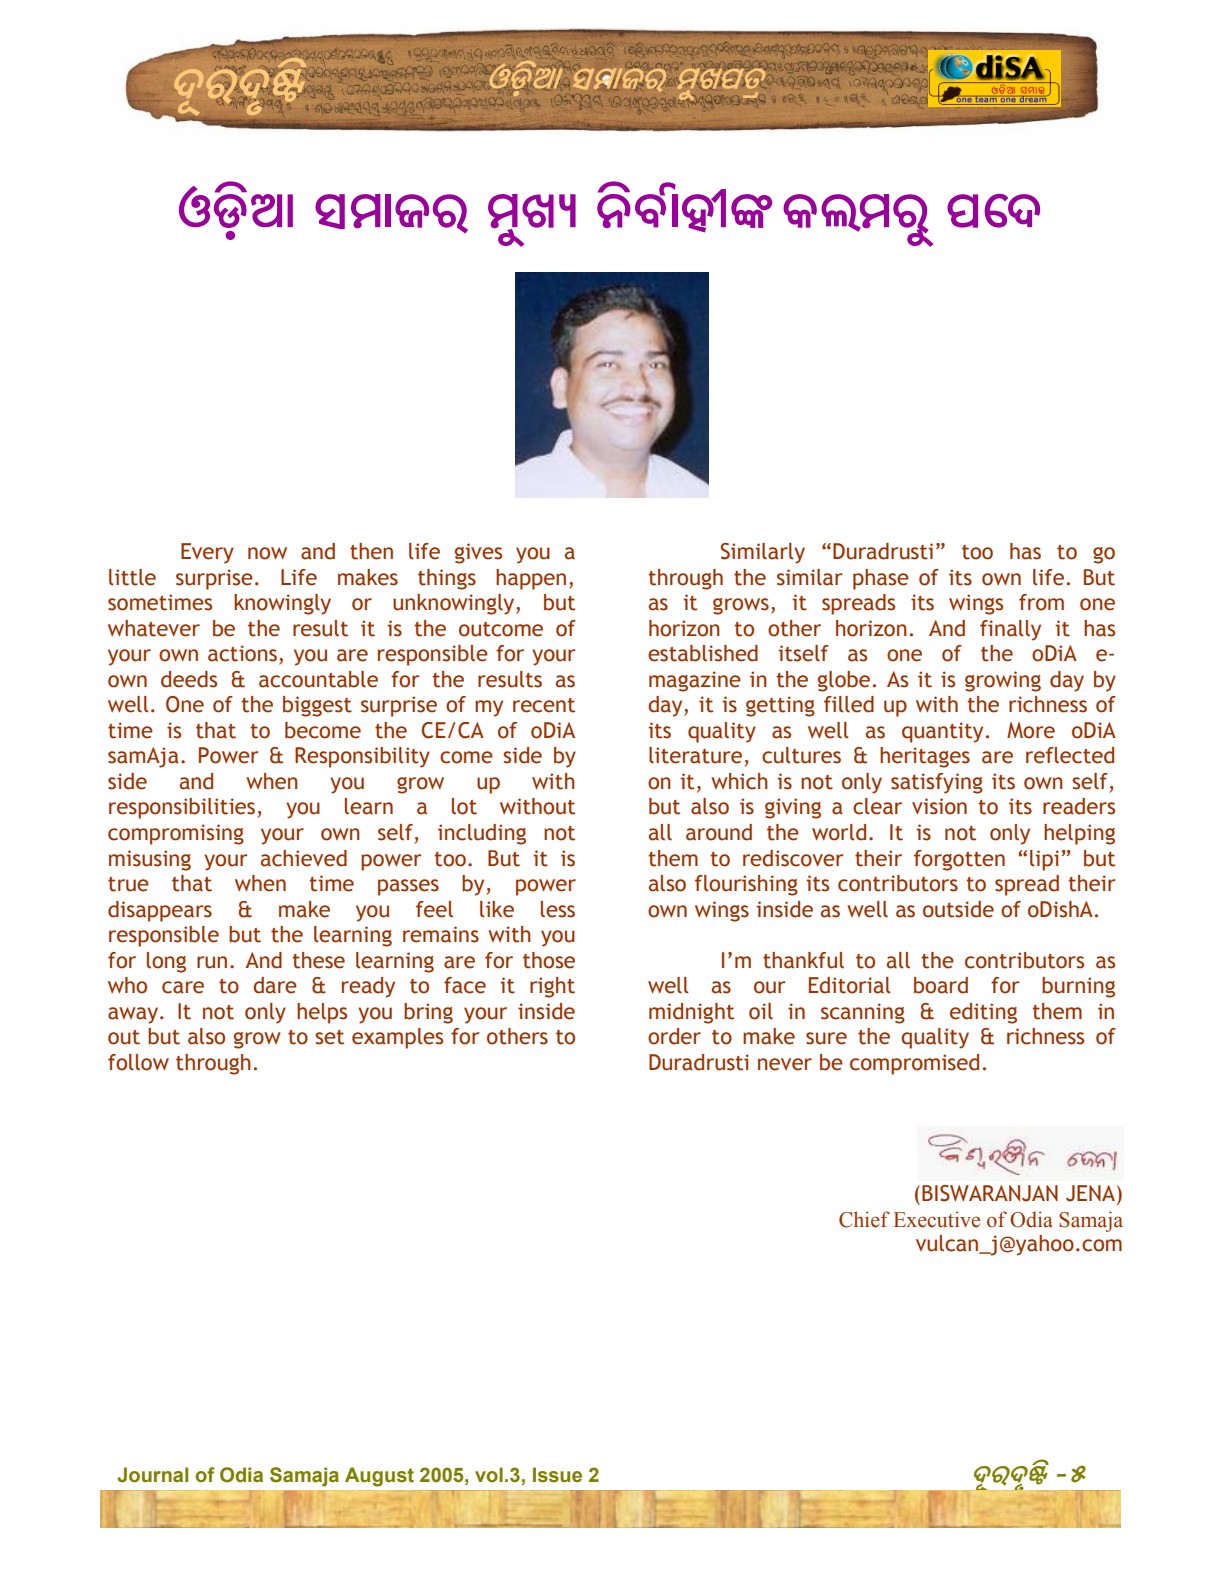 ଦୂରଦୃଷ୍ଟି
ଓଡ଼ିଆ ସମାଜର ମୁଖପତ୍ର
diSA
ଓଡ଼ିଆ ସମାଜ
one team one dream
ଓଡ଼ିଆ ସମାଜର ମୁଖ୍ୟ ନିର୍ବାହୀଙ୍କ କଲମରୁ ପଦେ
Every now and then life gives you a
little surprise. Life makes things happen,
sometimes knowingly or unknowingly, but
whatever be the result it is the outcome of
your own actions, you are responsible for your
own deeds & accountable for the results as
well. One of the biggest surprise of my recent
time is that to become the CE/CA of oDiA
samAja. Power & Responsibility come side by
side and when you grow up with
responsibilities, you learn a lot without
compromising your own self, including not
misusing your achieved power too. But it is
true that when time passes by, power
disappears & make you feel like less
responsible but the learning remains with you
for long run. And these learning are for those
who care to dare & ready to face it right
away. It not only helps you bring your inside
out but also grow to set examples for others to
follow through.
Similarly “Duradrusti” too has to go
through the similar phase of its own life. But
as it grows, it spreads its wings from one
horizon to other horizon. And finally it has
established itself as one of the oDiA e-
magazine in the globe. As it is growing day by
day, it is getting filled up with the richness of
its quality as well as quantity. More oDiA
literature, cultures & heritages are reflected
on it, which is not only satisfying its own self,
but also is giving a clear vision to its readers
all around the world. It is not only helping
them to rediscover their forgotten “lipi” but
also flourishing its contributors to spread their
own wings inside as well as outside of oDishA.
I’m thankful to all the contributors as
well as our Editorial board for burning
midnight oil in scanning & editing them in
order to make sure the quality & richness of
Duradrusti never be compromised.
ବିଶ୍ୱରଞ୍ଜନ ଜେନା
(BISWARANJAN JENA)
Chief Executive of Odia Samaja
vulcan_j@yahoo.com
Journal of Odia Samaja August 2005, vol.3, Issue 2
ଦୂରଦୃଷ୍ଟି - ୫